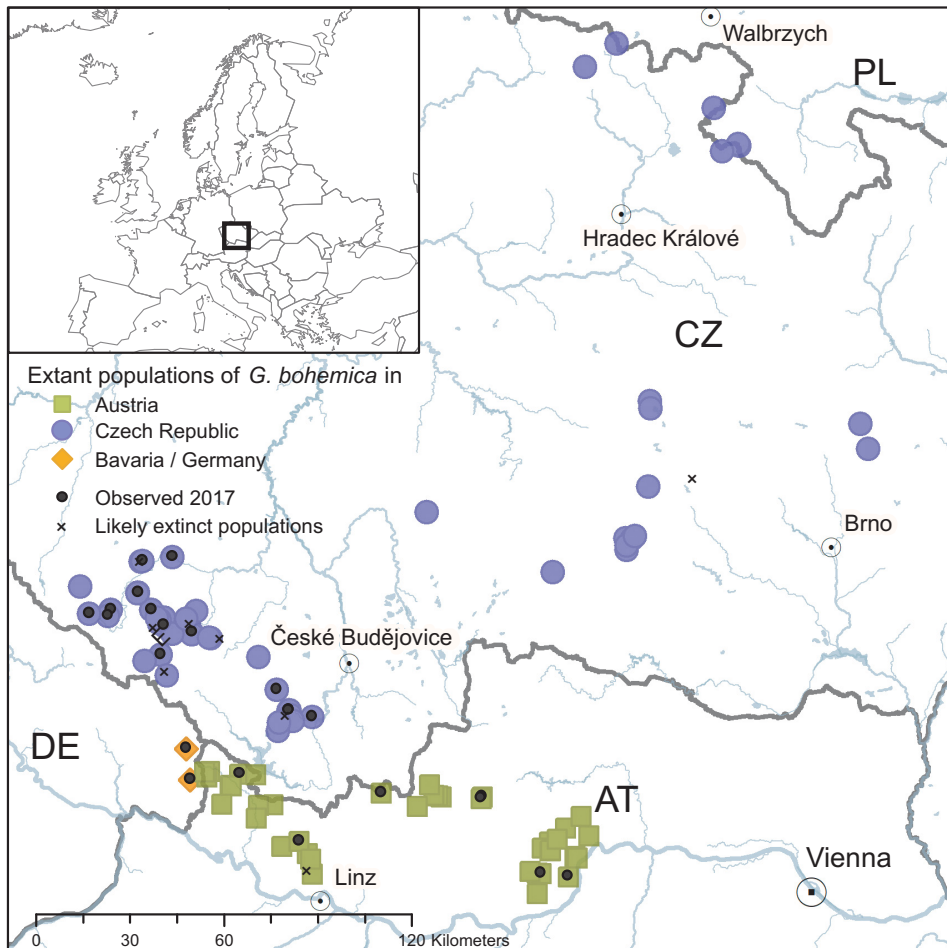 Walbrzych
PL
Hradec Králové
CZ
Extant populations of G. bohemica in
Austria
Czech Republic
Bavaria / Germany
Observed 2017
× Likely extinct populations
Brno
České Budějovice
DE
AT
Vienna
Linz
0 30 60 120 Kilometers